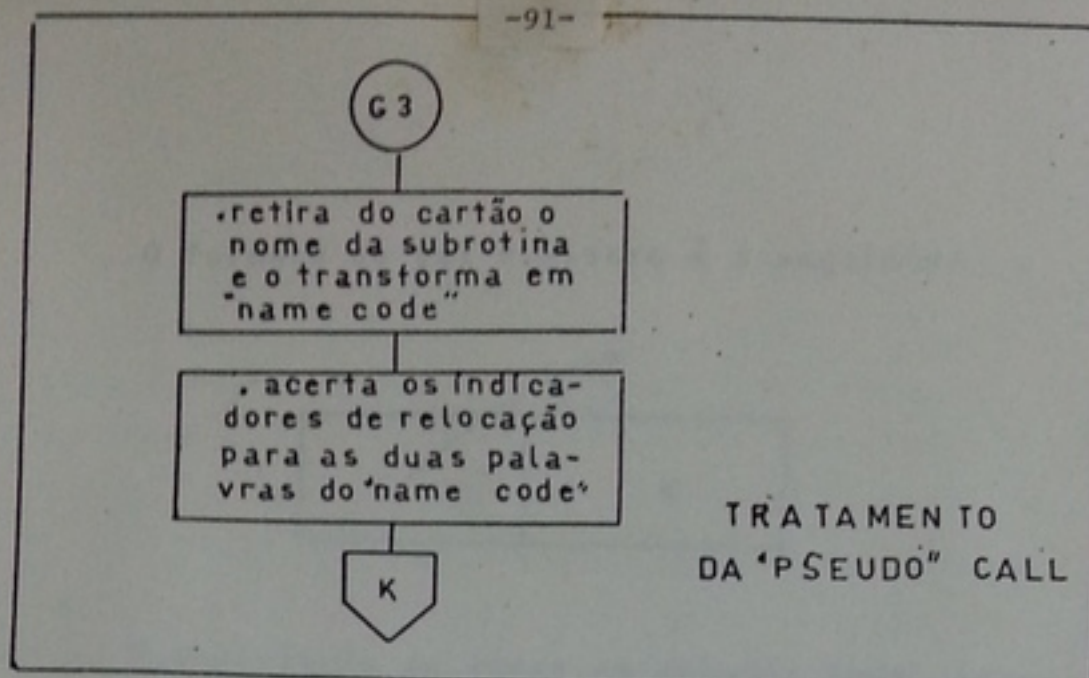 -91-
G 3
.retira do cartão o
nome da subrotina
e o transforma em
"name code"
. acerta os indica-
dores de relocação
para as duas pala-
vras do "name code"
K
TRATAMENTO
DA "PSEUDO" CALL